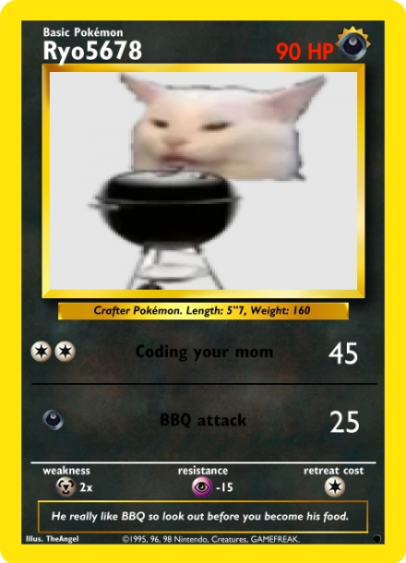 Basic Pokémon
Ryo5678
90 HP
Crafter Pokémon. Length: 5"7, Weight: 160
Coding your mom 45
BBQ attack 25
weakness resistance retreat cost
2x -15
He really like BBQ so look out before you become his food.
Illus. TheAngel ©1995, 96, 98 Nintendo, Creatures, GAMEFREAK.